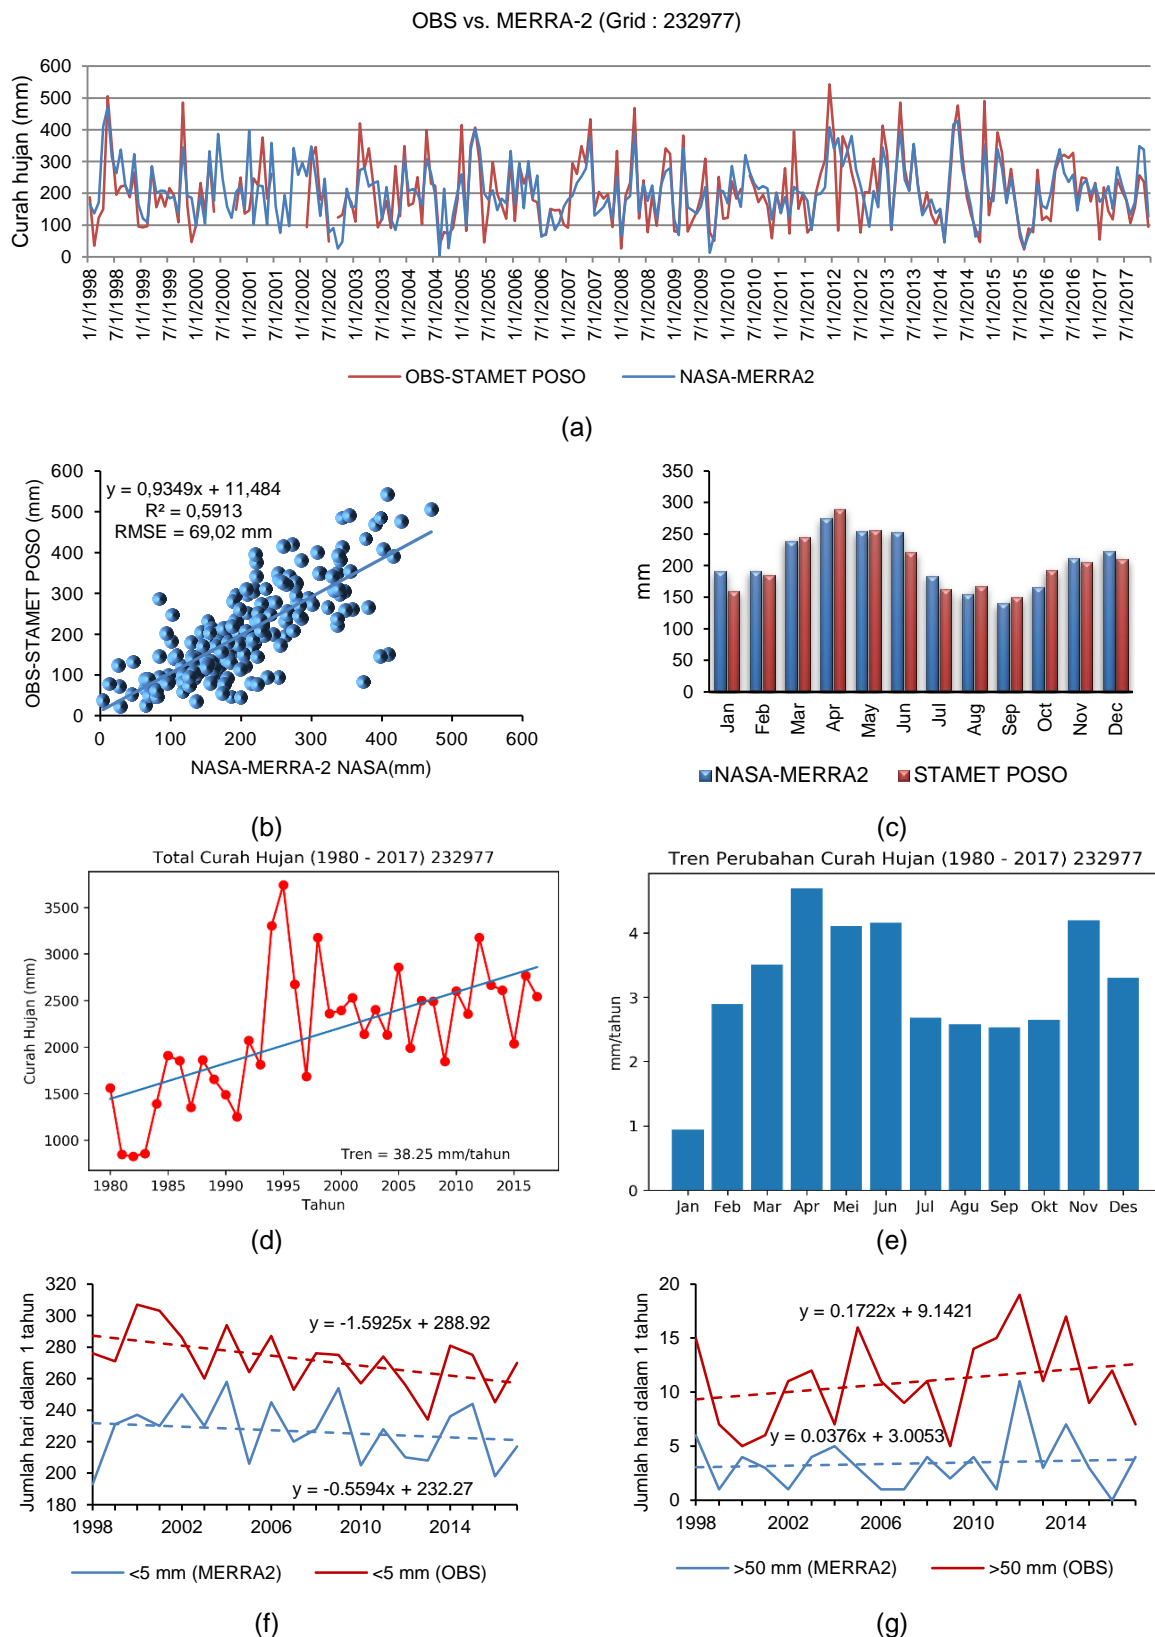 OBS vs. MERRA-2 (Grid : 232977)
Curah hujan (mm)
600
500
400
300
200
100
0
1/1/1998
7/1/1998
1/1/1999
7/1/1999
1/1/2000
7/1/2000
1/1/2001
7/1/2001
1/1/2002
7/1/2002
1/1/2003
7/1/2003
1/1/2004
7/1/2004
1/1/2005
7/1/2005
1/1/2006
7/1/2006
1/1/2007
7/1/2007
1/1/2008
7/1/2008
1/1/2009
7/1/2009
1/1/2010
7/1/2010
1/1/2011
7/1/2011
1/1/2012
7/1/2012
1/1/2013
7/1/2013
1/1/2014
7/1/2014
1/1/2015
7/1/2015
1/1/2016
7/1/2016
1/1/2017
7/1/2017
OBS-STAMET POSO NASA-MERRA2
(a)
OBS-STAMET POSO (mm)
600
500
400
300
200
100
0
y = 0,9349x + 11,484
R² = 0,5913
RMSE = 69,02 mm
0 100 200 300 400 500 600
NASA-MERRA-2 NASA(mm)
(b)
mm
350
300
250
200
150
100
50
0
Jan
Feb
Mar
Apr
May
Jun
Jul
Aug
Sep
Oct
Nov
Dec
NASA-MERRA2 STAMET POSO
(c)
Total Curah Hujan (1980 - 2017) 232977
Curah Hujan (mm)
3500
3000
2500
2000
1500
1000
Tren = 38.25 mm/tahun
1980 1985 1990 1995 2000 2005 2010 2015
Tahun
(d)
Tren Perubahan Curah Hujan (1980 - 2017) 232977
mm/tahun
4
3
2
1
0
Jan Feb Mar Apr Mei Jun Jul Agu Sep Okt Nov Des
(e)
Jumlah hari dalam 1 tahun
320
300
280
260
240
220
200
180
y = -1.5925x + 288.92
y = -0.5594x + 232.27
1998 2002 2006 2010 2014
<5 mm (MERRA2) <5 mm (OBS)
(f)
Jumlah hari dalam 1 tahun
20
15
10
5
0
y = 0.1722x + 9.1421
y = 0.0376x + 3.0053
1998 2002 2006 2010 2014
>50 mm (MERRA2) >50 mm (OBS)
(g)